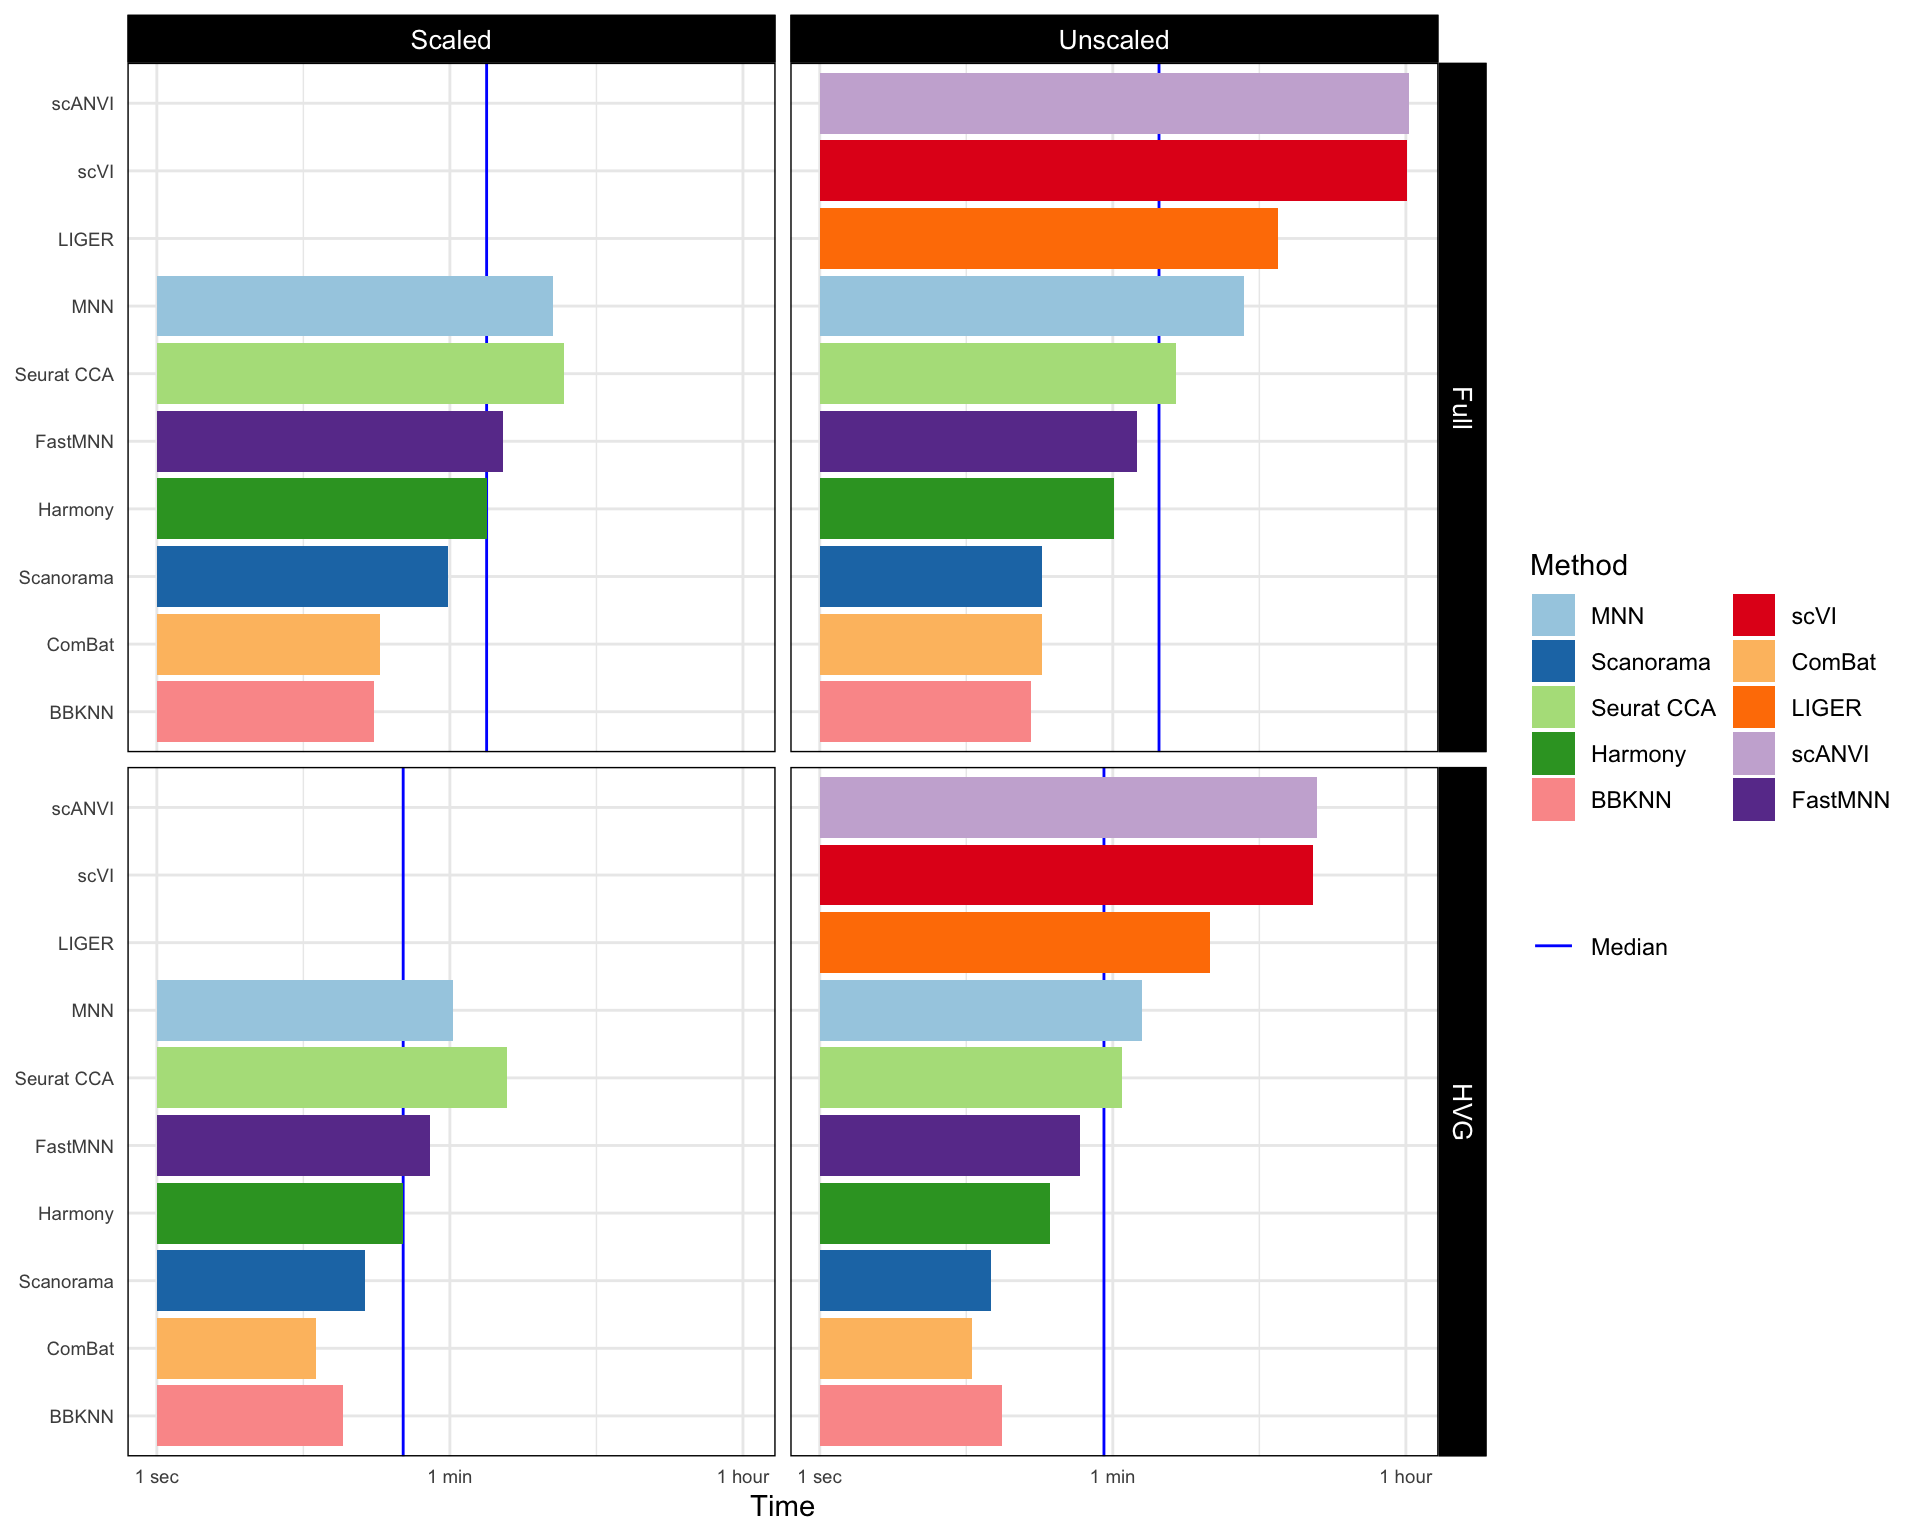 Scaled
Unscaled
scANVI
scVI
LIGER
MNN
Seurat CCA
FastMNN
Harmony
Scanorama
ComBat
BBKNN
Full
scANVI
scVI
LIGER
MNN
Seurat CCA
FastMNN
Harmony
Scanorama
ComBat
BBKNN
HVG
1 sec
1 min
1 hour
1 sec
1 min
1 hour
Time
Method
MNN
Scanorama
Seurat CCA
Harmony
BBKNN
scVI
ComBat
LIGER
scANVI
FastMNN
Median